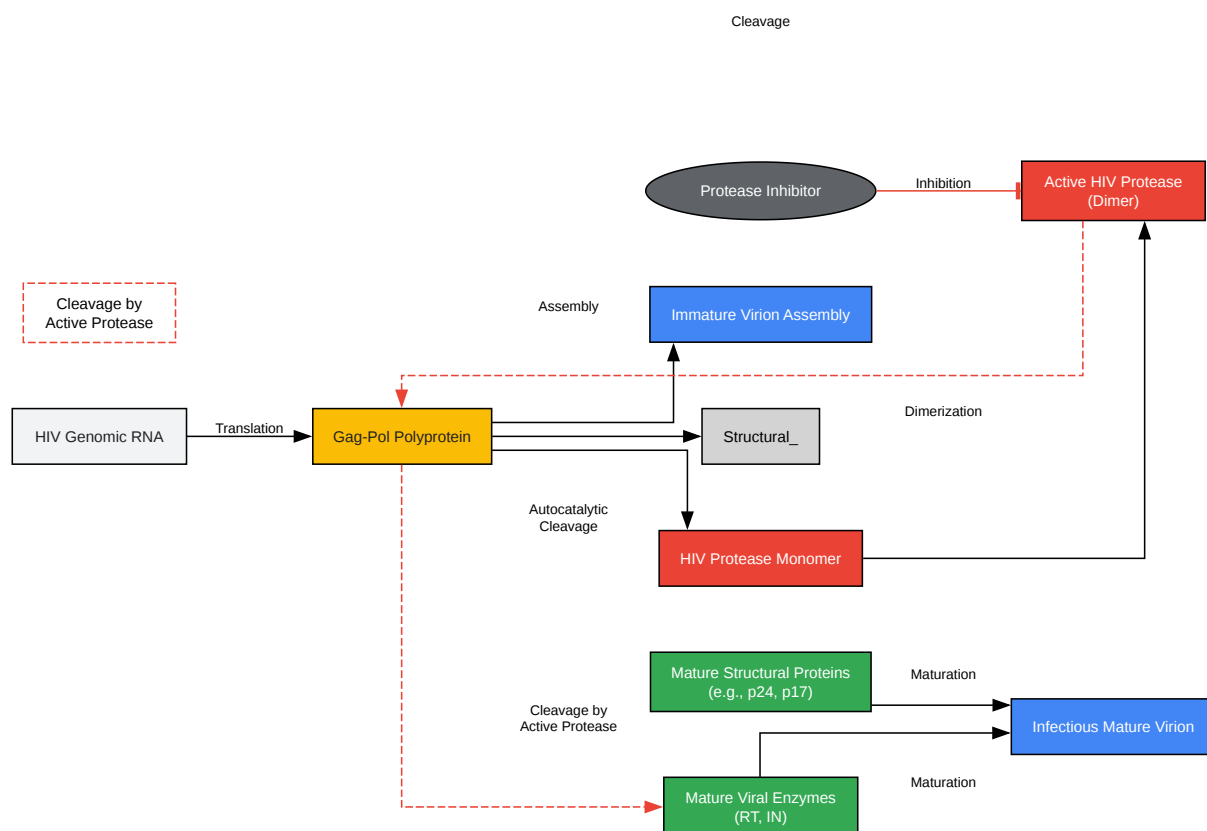 Cleavage
Protease Inhibitor
Inhibition
Active HIV Protease
(Dimer)
Cleavage by
Active Protease
Assembly
Immature Virion Assembly
Dimerization
HIV Genomic RNA
Translation
Gag-Pol Polyprotein
Structural_
Autocatalytic
Cleavage
HIV Protease Monomer
Mature Structural Proteins
(e.g., p24, p17)
Maturation
Cleavage by
Active Protease
Infectious Mature Virion
Maturation
Mature Viral Enzymes
(RT, IN)